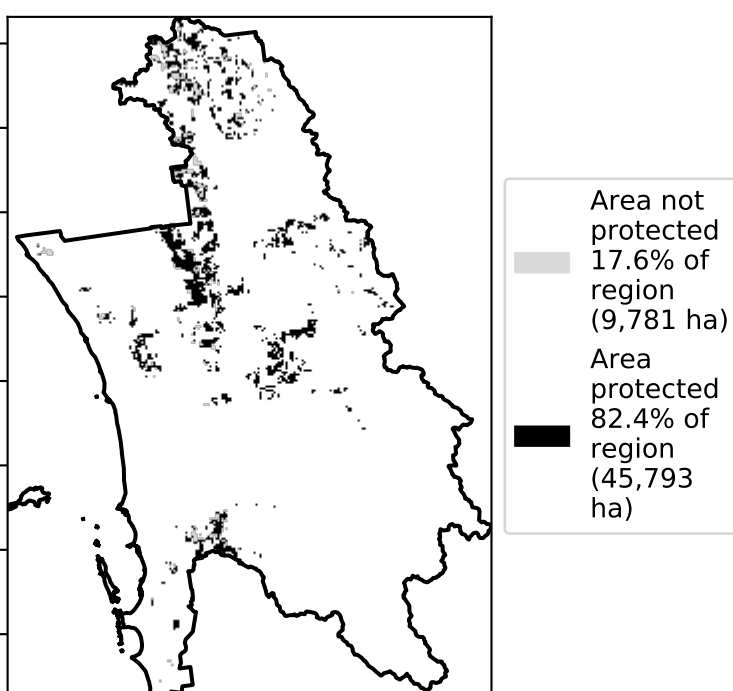 Area not
protected
17.6% of
region
(9,781 ha)
Area
protected
82.4% of
region
(45,793
ha)